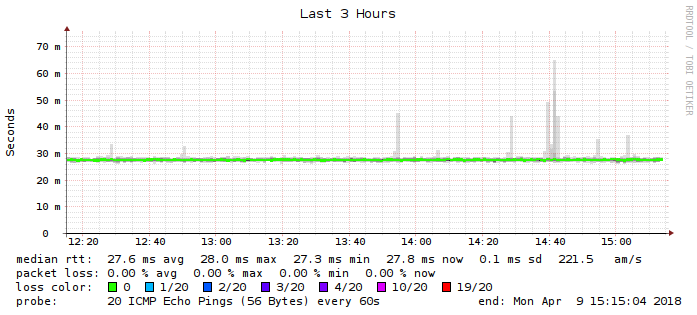 Last 3 Hours
RRDTOOL / TOBI OETIKER
Seconds
70 m
60 m
50 m
40 m
30 m
20 m
10 m
0
12:20 12:40 13:00 13:20 13:40 14:00 14:20 14:40 15:00
median rtt: 27.6 ms avg 28.0 ms max 27.3 ms min 27.8 ms now 0.1 ms sd 221.5 am/s
packet loss: 0.00 % avg 0.00 % max 0.00 % min 0.00 % now
loss color: 0 1/20 2/20 3/20 4/20 10/20 19/20
probe: 20 ICMP Echo Pings (56 Bytes) every 60s end: Mon Apr 9 15:15:04 2018